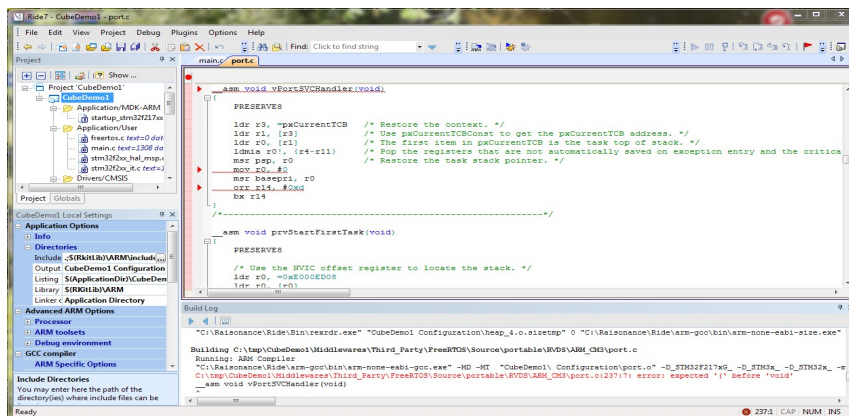 Ride7 - CubeDemo1 - port.c
File Edit View Project Debug Plugins Options Help
Find: Click to find string
Project
main.c port.c
Show ...
Project 'CubeDemo1'
CubeDemo1
Application/MDK-ARM
startup_stm32f217xx
Application/User
freertos.c text=0 dat
main.c text=1308 da
stm32f2xx_hal_msp.c
stm32f2xx_it.c text=1
Drivers/CMSIS
Project Globals
__asm void vPortSVCHandler(void)
{
PRESERVE8
ldr r3, =pxCurrentTCB /* Restore the context. */
ldr r1, [r3] /* Use pxCurrentTCBConst to get the pxCurrentTCB address. */
ldr r0, [r1] /* The first item in pxCurrentTCB is the task top of stack. */
ldmia r0!, {r4-r11} /* Pop the registers that are not automatically saved on exception entry and the critica
msr psp, r0 /* Restore the task stack pointer. */
mov r0, #0
msr basepri, r0
orr r14, #0xd
bx r14
}
/*-----------------------------------------------------------*/
__asm void prvStartFirstTask(void)
{
PRESERVE8
/* Use the NVIC offset register to locate the stack. */
ldr r0, =0xE000ED08
ldr r0, [r0]
CubeDemo1 Local Settings
Application Options
Info
Directories
Include .;$(RkitLib)\ARM\include ...
Output CubeDemo1 Configuration
Listing $(ApplicationDir)\CubeDem
Library $(RKitLib)\ARM
Linker c Application Directory
Advanced ARM Options
Processor
ARM toolsets
Debug environment
GCC compiler
ARM Specific Options
Include Directories
You may enter here the path of the
directory(ies) where include files can be
Build Log
"C:\Raisonance\Ride\Bin\rexrdr.exe" "CubeDemo1 Configuration\heap_4.o.sizetmp" 0 "C:\Raisonance\Ride\arm-gcc\bin\arm-none-eabi-size.exe"
Building C:\tmp\CubeDemo1\Middlewares\Third_Party\FreeRTOS\Source\portable\RVDS\ARM_CM3\port.c
Running: ARM Compiler
"C:\Raisonance\Ride\arm-gcc\bin\arm-none-eabi-gcc.exe" -MD -MT "CubeDemo1\ Configuration\port.o" -D_STM32F217xG_ -D_STM3x_ -D_STM32x_ -m
C:\tmp\CubeDemo1\Middlewares\Third_Party\FreeRTOS\Source\portable\RVDS\ARM_CM3\port.c:237:7: error: expected '(' before 'void'
__asm void vPortSVCHandler(void)
^
Ready
237:1 CAP NUM INS